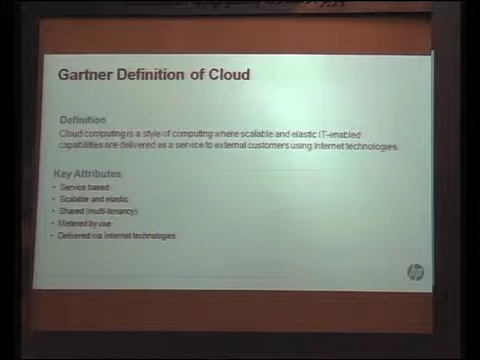 Gartner Definition of Cloud
Definition
Cloud computing is a style of computing where scalable and elastic IT-enabled
capabilities are delivered as a service to external customers using Internet technologies.
Key Attributes
• Service based
• Scalable and elastic
• Shared (multi-tenancy)
• Metered by use
• Delivered via Internet technologies
hp